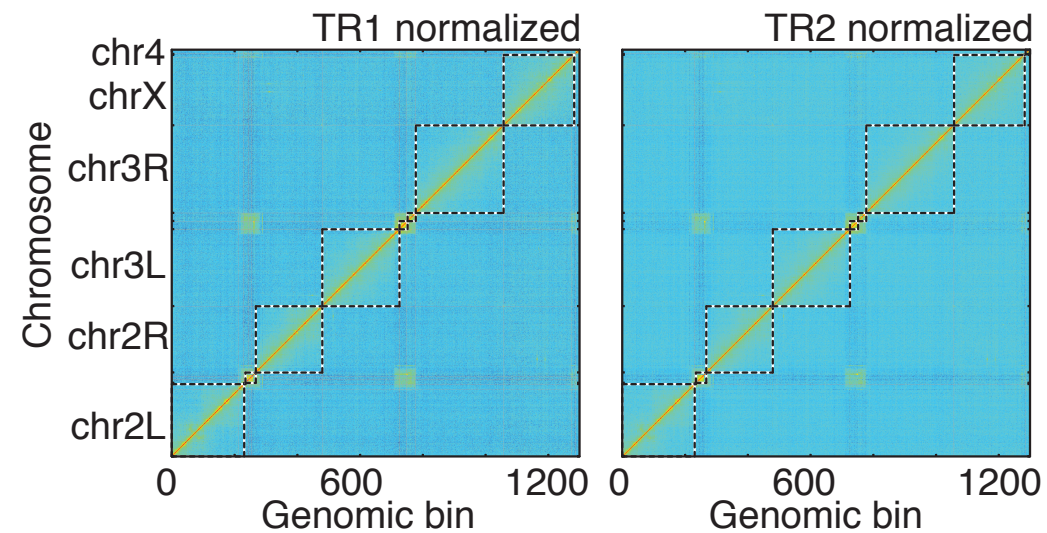 TR1 normalized
TR2 normalized
chr4
chrX
chr3R
chr3L
chr2R
chr2L
Chromosome
0 600 1200
0 600 1200
Genomic bin
Genomic bin